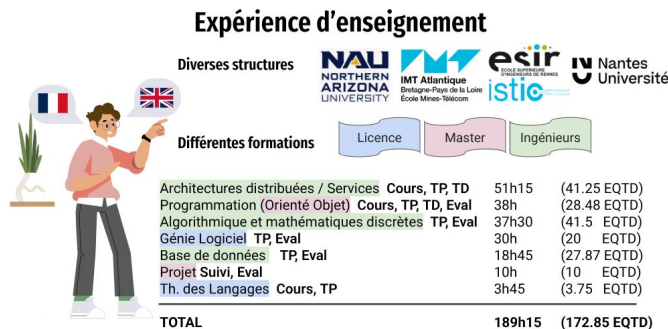 Expérience d'enseignement
Diverses structures
NAU
NORTHERN
ARIZONA
UNIVERSITY
IMT Atlantique
Bretagne-Pays de la Loire
École Mines-Télécom
esir
ECOLE SUPERIEURE
D'INGENIEURS DE RENNES
istic
Nantes
Université
Différentes formations
Licence Master Ingénieurs
Architectures distribuées / Services Cours, TP, TD 51h15 (41.25 EQTD)
Programmation (Orienté Objet) Cours, TP, TD, Eval 38h (28.48 EQTD)
Algorithmique et mathématiques discrètes TP, Eval 37h30 (41.5 EQTD)
Génie Logiciel TP, Eval 30h (20 EQTD)
Base de données TP, Eval 18h45 (27.87 EQTD)
Projet Suivi, Eval 10h (10 EQTD)
Th. des Langages Cours, TP 3h45 (3.75 EQTD)
TOTAL 189h15 (172.85 EQTD)